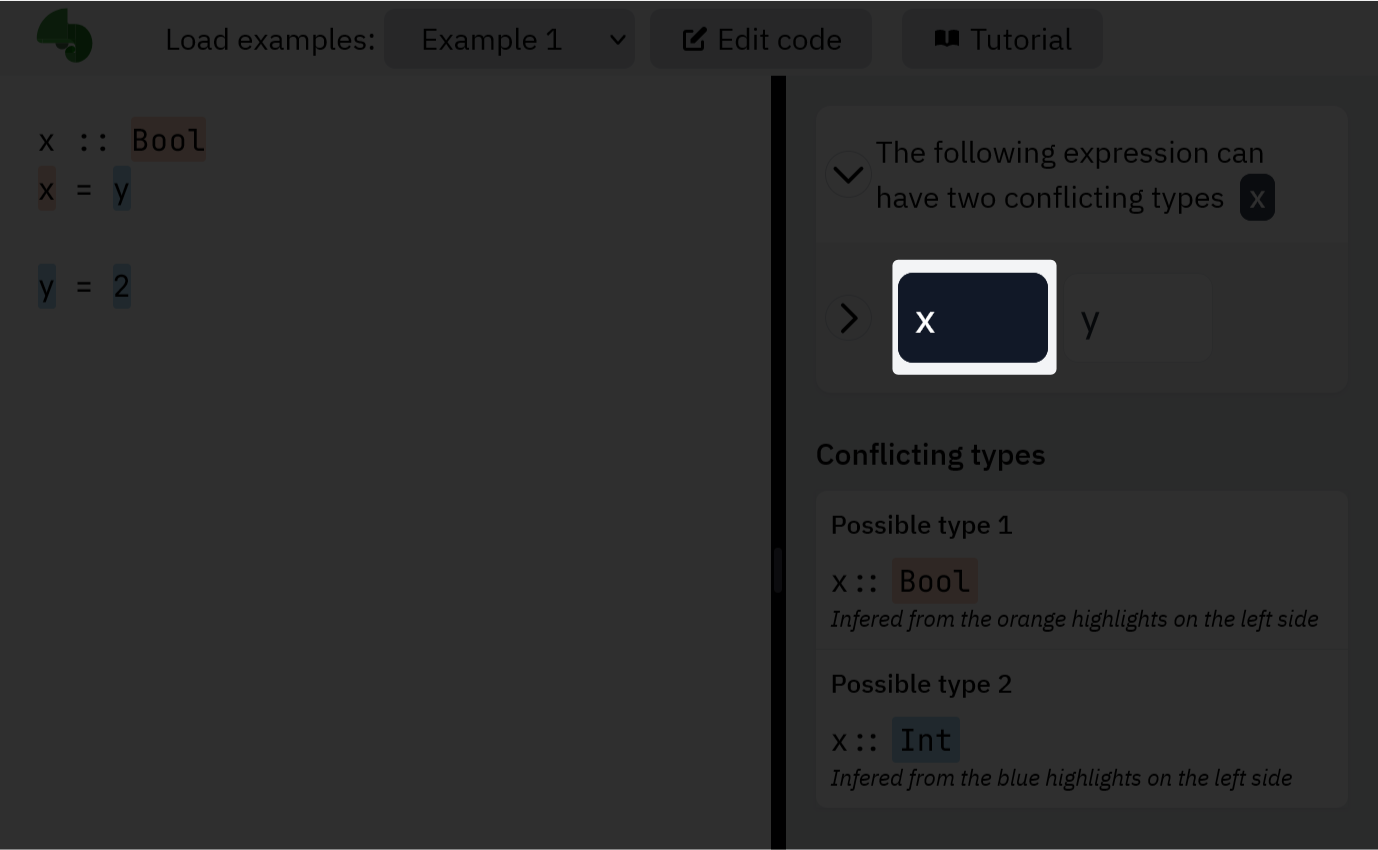 Load examples: Example 1 Edit code Tutorial
x :: Bool
x = y
y = 2
The following expression can
have two conflicting types x
x y
Conflicting types
Possible type 1
x :: Bool
Infered from the orange highlights on the left side
Possible type 2
x :: Int
Infered from the blue highlights on the left side